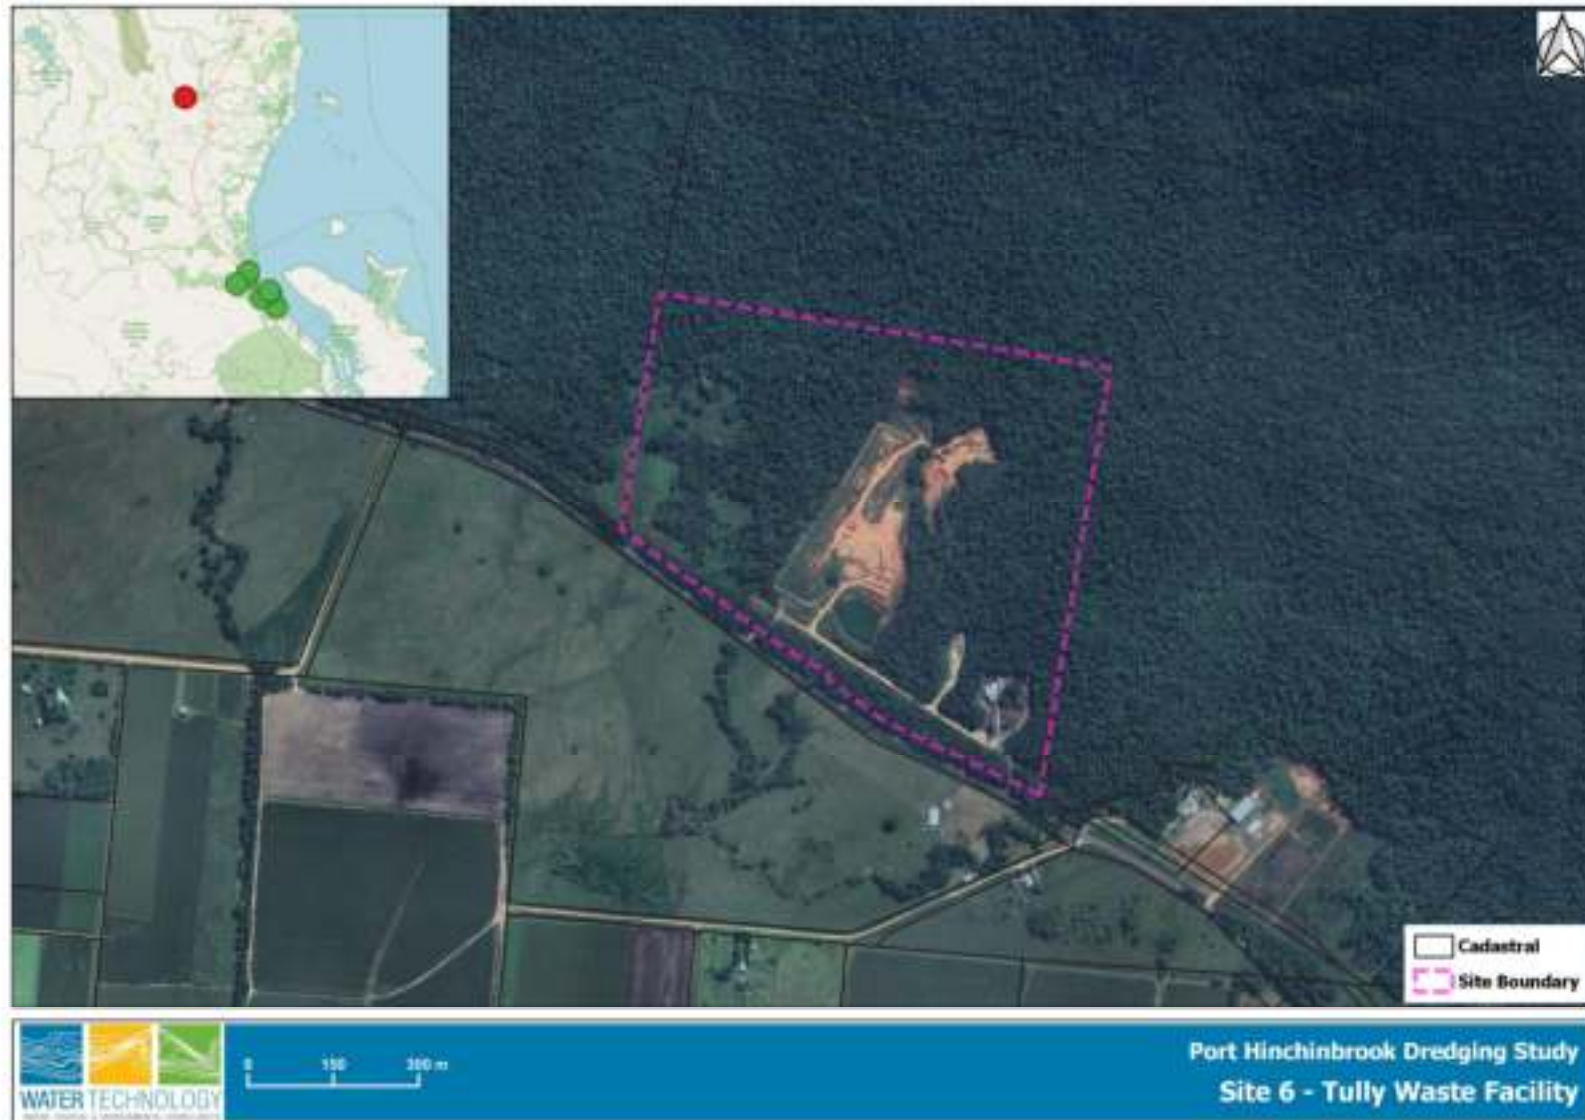 Cadastral
Site Boundary
WATER TECHNOLOGY
0 150 300 m
Port Hinchinbrook Dredging Study
Site 6 - Tully Waste Facility